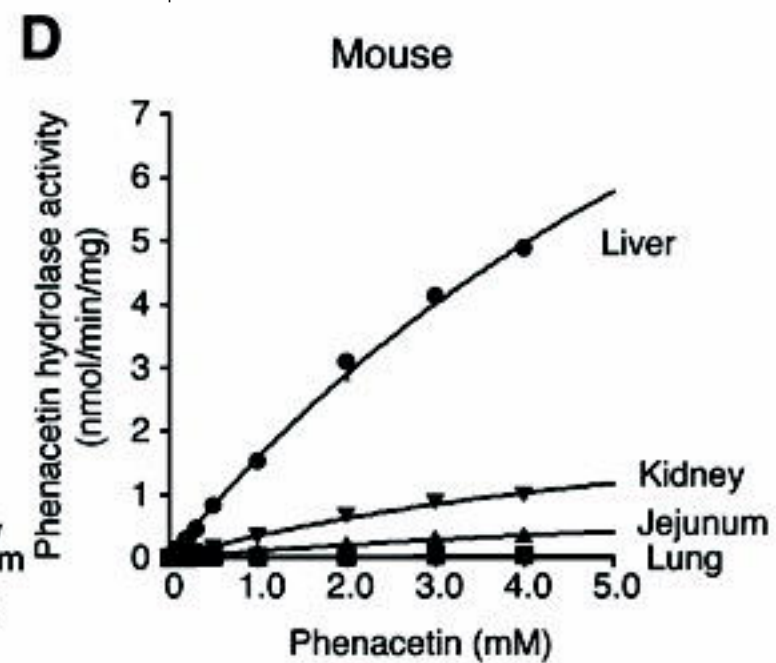 D
Mouse
Phenacetin hydrolase activity
(nmol/min/mg)
7
6
5
4
3
2
1
0
Liver
Kidney
Jejunum
Lung
m
0 1.0 2.0 3.0 4.0 5.0
Phenacetin (mM)